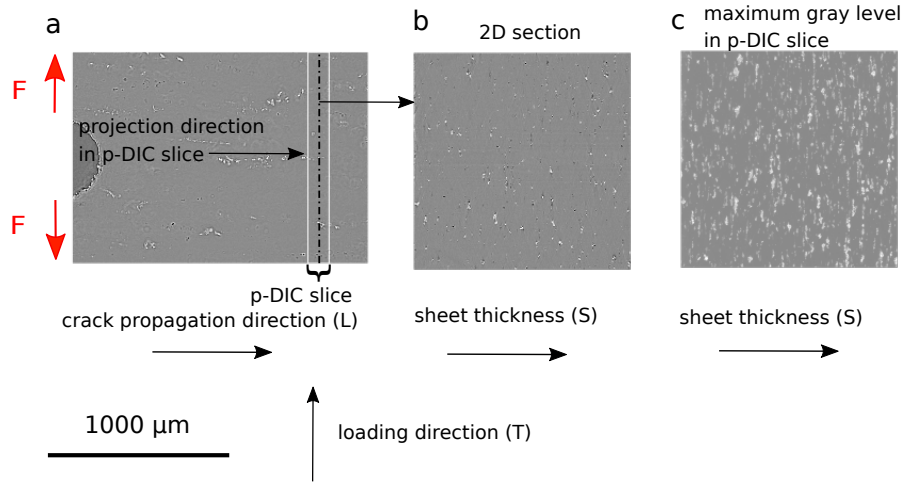 a
F
F
projection direction
in p-DIC slice
p-DIC slice
crack propagation direction (L)
b
2D section
sheet thickness (S)
c
maximum gray level
in p-DIC slice
sheet thickness (S)
loading direction (T)
1000 µm